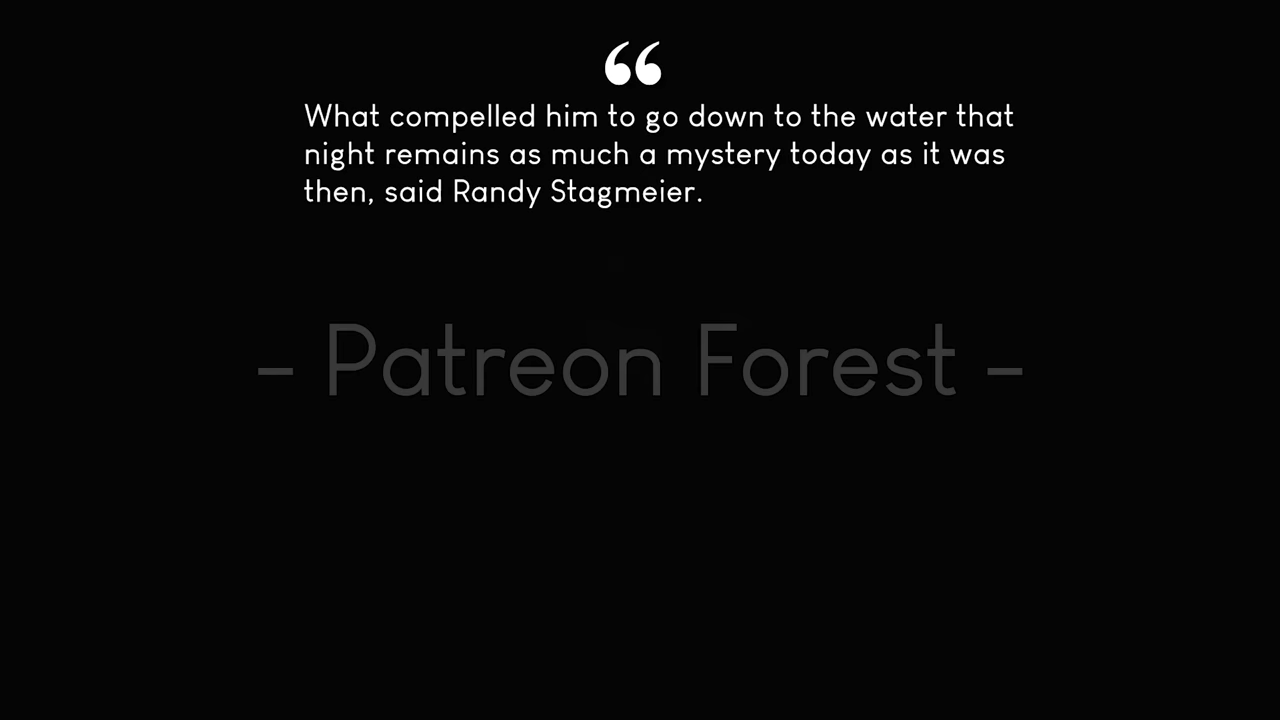 “
What compelled him to go down to the water that
night remains as much a mystery today as it was
then, said Randy Stagmeier.
- Patreon Forest -